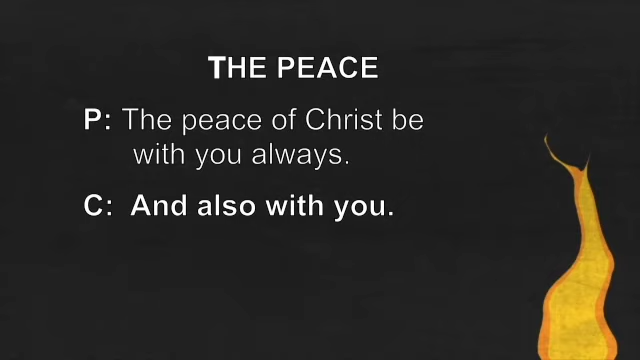 THE PEACE
P: The peace of Christ be
with you always.
C: And also with you.